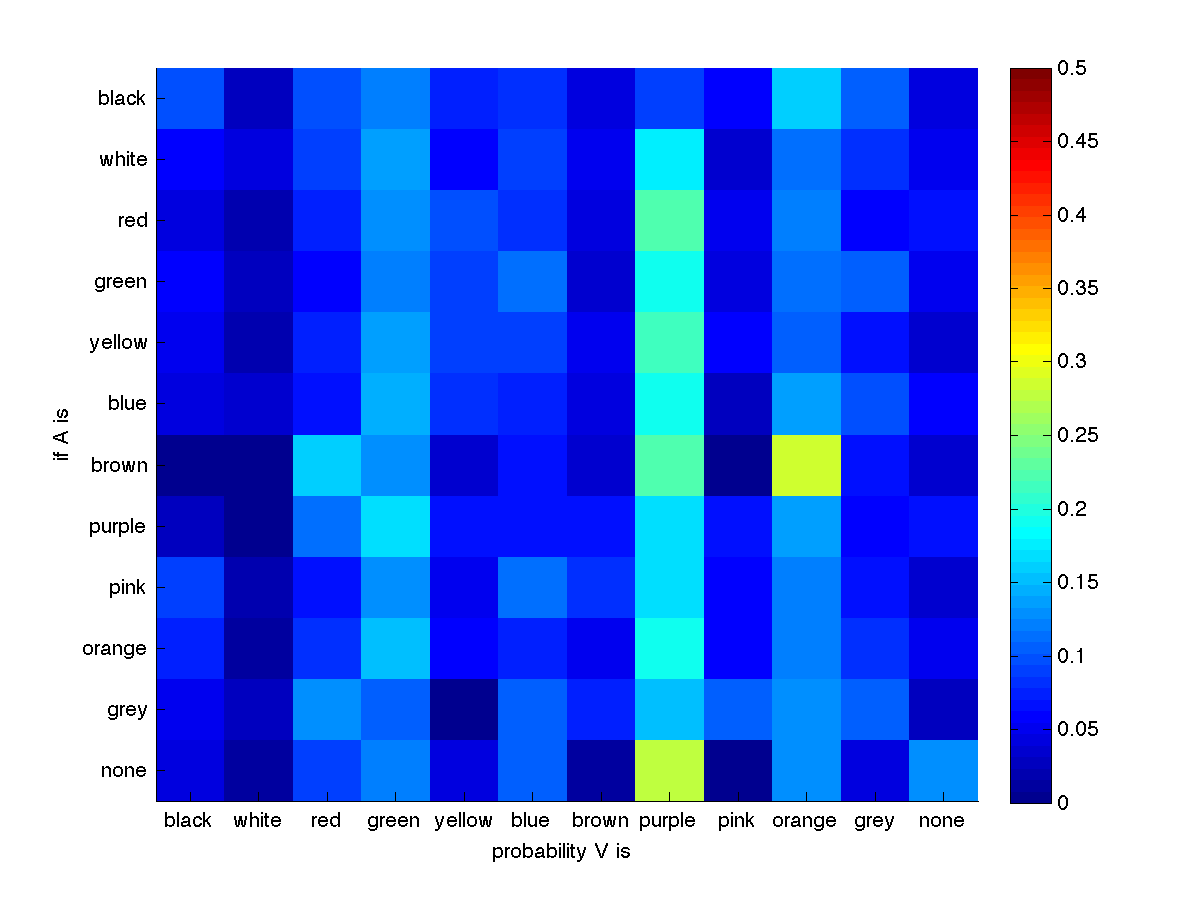 black
white
red
green
yellow
blue
brown
purple
pink
orange
grey
none
if A is
black white red green yellow blue brown purple pink orange grey none
probability V is
0.5
0.45
0.4
0.35
0.3
0.25
0.2
0.15
0.1
0.05
0